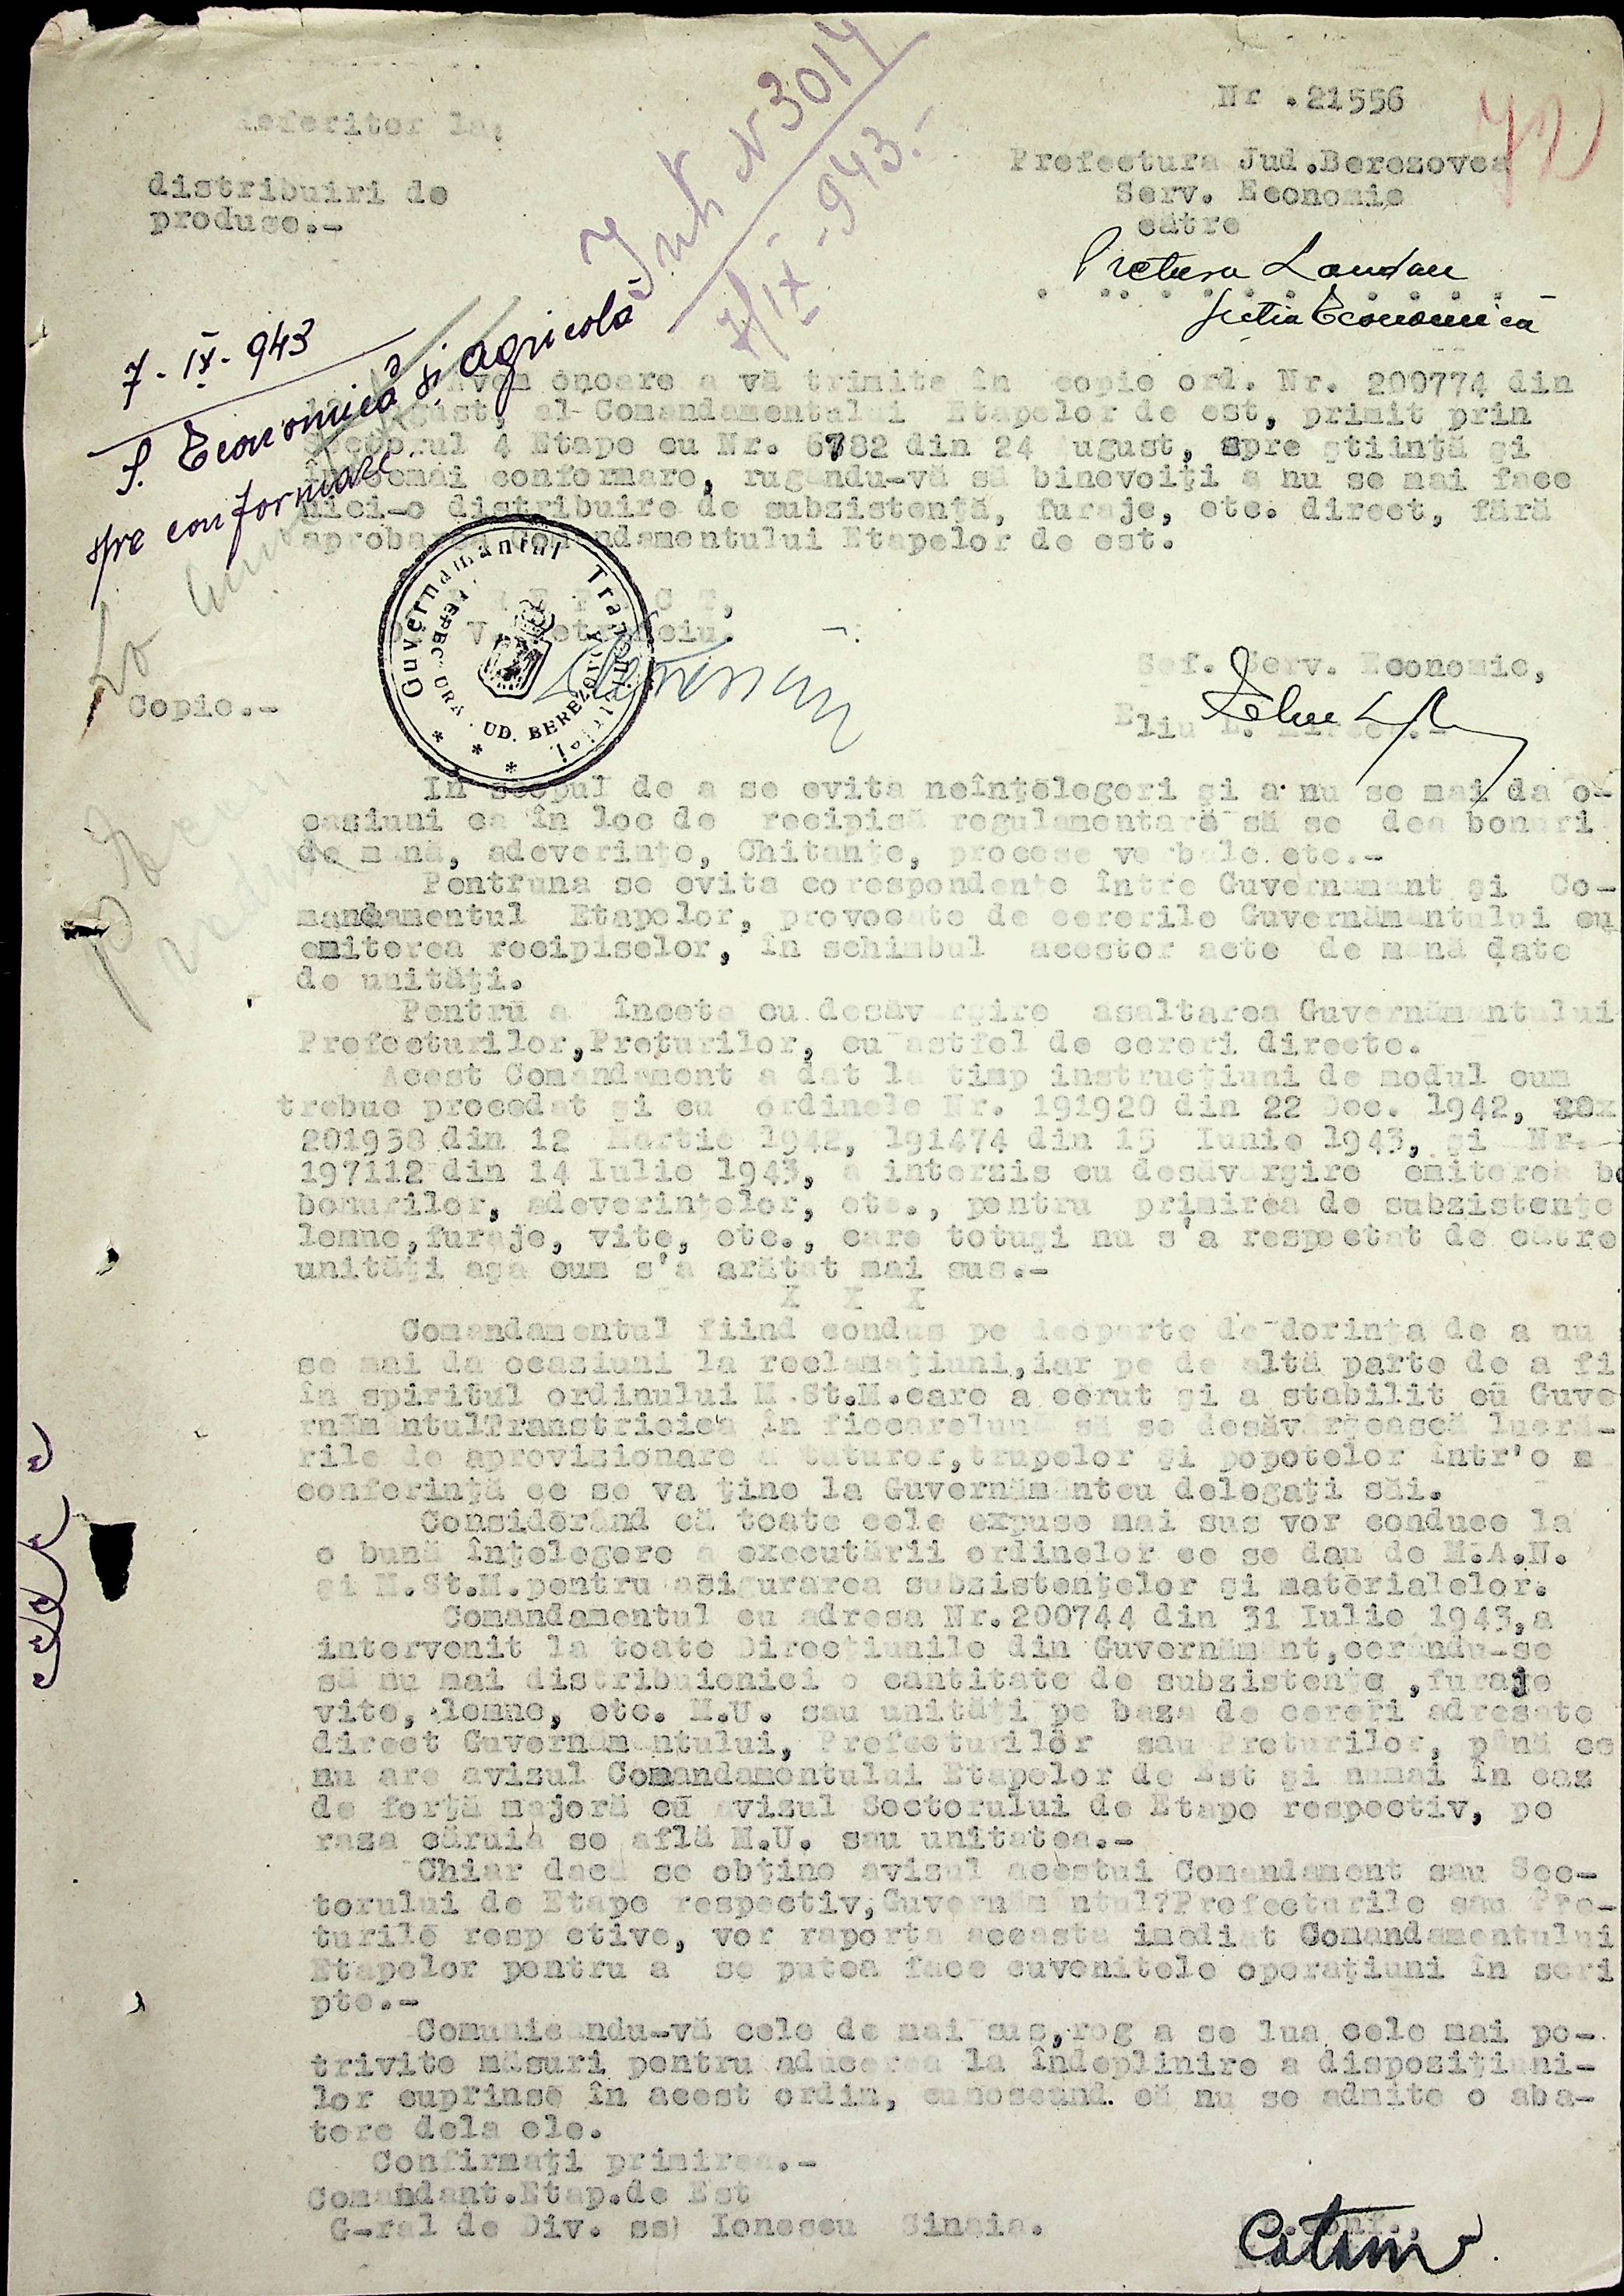 Nr .21556
Referitor la,
distribuiri de
produse.-
Prefectura Jud.Berezovca
Serv. Economic
către
Pretura Landau
Secția Economică
Int N 3014
7/IX-943.-
7-IX-943
S. Economică și Agricolă
spre conformare
Avem onoare a vă trimite în copie ord. Nr. 200774 din
August, al Comandamentului Etapelor de est, primit prin
Sectorul 4 Etape cu Nr. 6782 din 24 August, spre știință și
întocmai conformare, rugându-vă să binevoiți a nu se mai face
nici-o distribuire de subzistență, furaje, etc. direct, fără
aprobarea Comandamentului Etapelor de est.
Guvernamantul Transnistriei
PREFECTURA JUD. BEREZOVCA
PREFECT,
Șef. Serv. Economic,
Copie.-
In scopul de a se evita neînțelegeri și a nu se mai da o-
casiuni ca în loc de recipisă regulamentară să se dea bonuri
de mână, adeverințe, Chitanțe, procese verbale etc.-
Pentruna se evita corespondente între Guvernamant și Co-
mandamentul Etapelor, provocate de cererile Guvernământului cu
emiterea recipiselor, în schimbul acestor acte de mână date
de unități.
Pentru a înceta cu desăvârșire asaltarea Guvernământului
Prefecturilor,Preturilor, cu astfel de cereri directe.
Acest Comandament a dat la timp instrucțiuni de modul cum
trebue procedat și cu ordinele Nr. 191920 din 22 Dec. 1942, 20x
201938 din 12 Martie 1942, 191474 din 15 Iunie 1943, și Nr.-
197112 din 14 Iulie 1943, a interzis cu desăvârșire emiterea bo
bonurilor, adeverințelor, etc., pentru primirea de subzistențe
lemne,furaje, vite, etc., care totuși nu s'a respectat de către
unități așa cum s'a arătat mai sus.-
X X X
Comandamentul fiind condus pe deoparte de dorința de a nu
se mai da ocasiuni la reclamațiuni,iar pe de altă parte de a fi
în spiritul ordinului M.St.M.care a cerut și a stabilit cu Guve
rnământulTranstriciea în fiecareluna să se desăvârțească lucră-
rile de aprovizionare a tuturor,trupelor și popotelor într'o m
conferință ce se va ține la Guvernământeu delegați săi.
Considerând că toate cele expuse mai sus vor conduce la
o bună înțelegere a executării ordinelor ce se dau de M.A.N.
și M.St.M.pentru asigurarea subzistențelor și materialelor.
Comandamentul cu adresa Nr.200744 din 31 Iulie 1943,a
intervenit la toate Direcțiunile din Guvernământ,cerându-se
să nu mai distribuienici o cantitate de subzistențe ,furaje
vite, lemne, etc. M.U. sau unități pe baza de cereri adresate
direct Guvernământului, Prefecturilor sau Preturilor, până ce
nu are avizul Comandamentului Etapelor de Est și numai în caz
de forță majoră cu avizul Sectorului de Etape respectiv, pe
raza căruia se află M.U. sau unitatea.-
Chiar dacă se obține avizul acestui Comandament sau Sec-
torului de Etape respectiv,Guvernământul?Prefecturile sau Pre-
turile resp ctive, vor raporta aceasta imediat Comandamentului
Etapelor pentru a se putea face cuvenitele operațiuni în scri
pte.-
Comunicându-vă cele de mai sus,rog a se lua cele mai po-
trivite măsuri pentru aducerea la îndeplinire a dispozițiuni-
lor cuprinse în acest ordin, cunoscând că nu se admite o aba-
tere dela ele.
Confirmați primirea.-
Comandant.Etap.de Est
G-ral de Div. ss) Ionescu Sinaia.